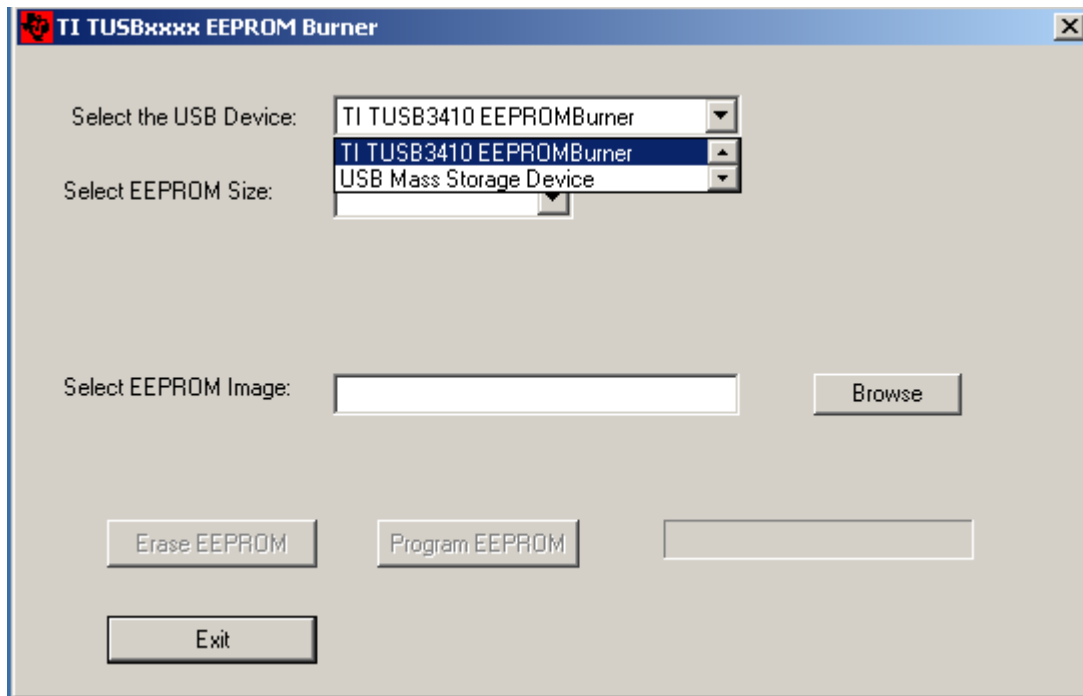 TI TUSBxxxx EEPROM Burner
Select the USB Device:
TI TUSB3410 EEPROMBurner
TI TUSB3410 EEPROMBurner
USB Mass Storage Device
Select EEPROM Size:
Select EEPROM Image:
Browse
Erase EEPROM
Program EEPROM
Exit